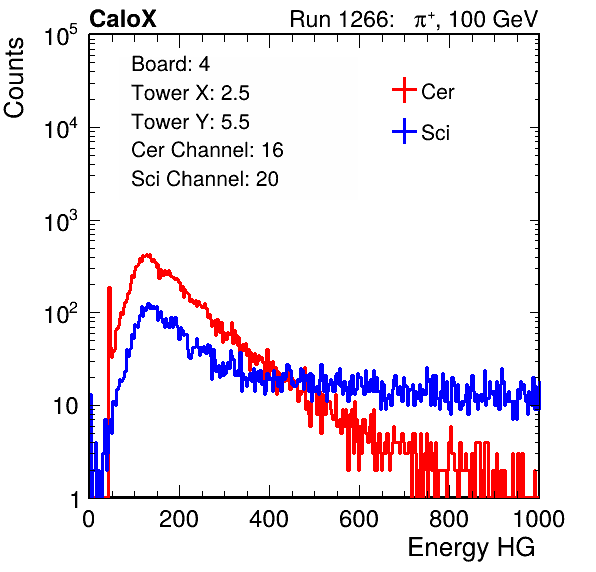 CaloX Run 1266: π⁺, 100 GeV
Counts
10⁵
10⁴
10³
10²
10
1
Board: 4
Tower X: 2.5
Tower Y: 5.5
Cer Channel: 16
Sci Channel: 20
Cer
Sci
0 200 400 600 800 1000
Energy HG